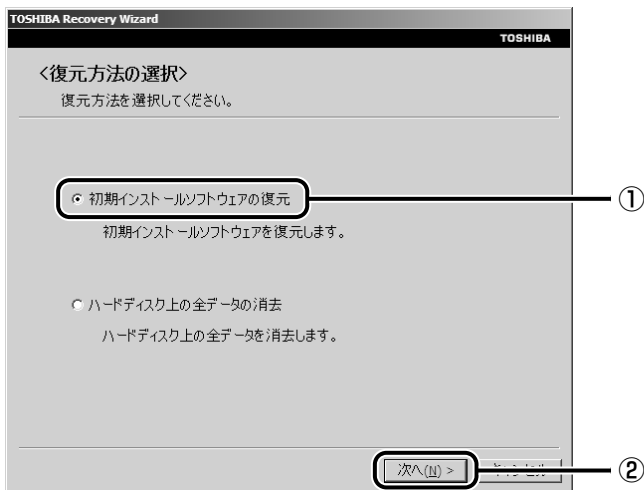 TOSHIBA Recovery Wizard
TOSHIBA
<復元方法の選択>
復元方法を選択してください。
初期インストールソフトウェアの復元
①
初期インストールソフトウェアを復元します。
ハードディスク上の全データの消去
ハードディスク上の全データを消去します。
次へ(N) >
②